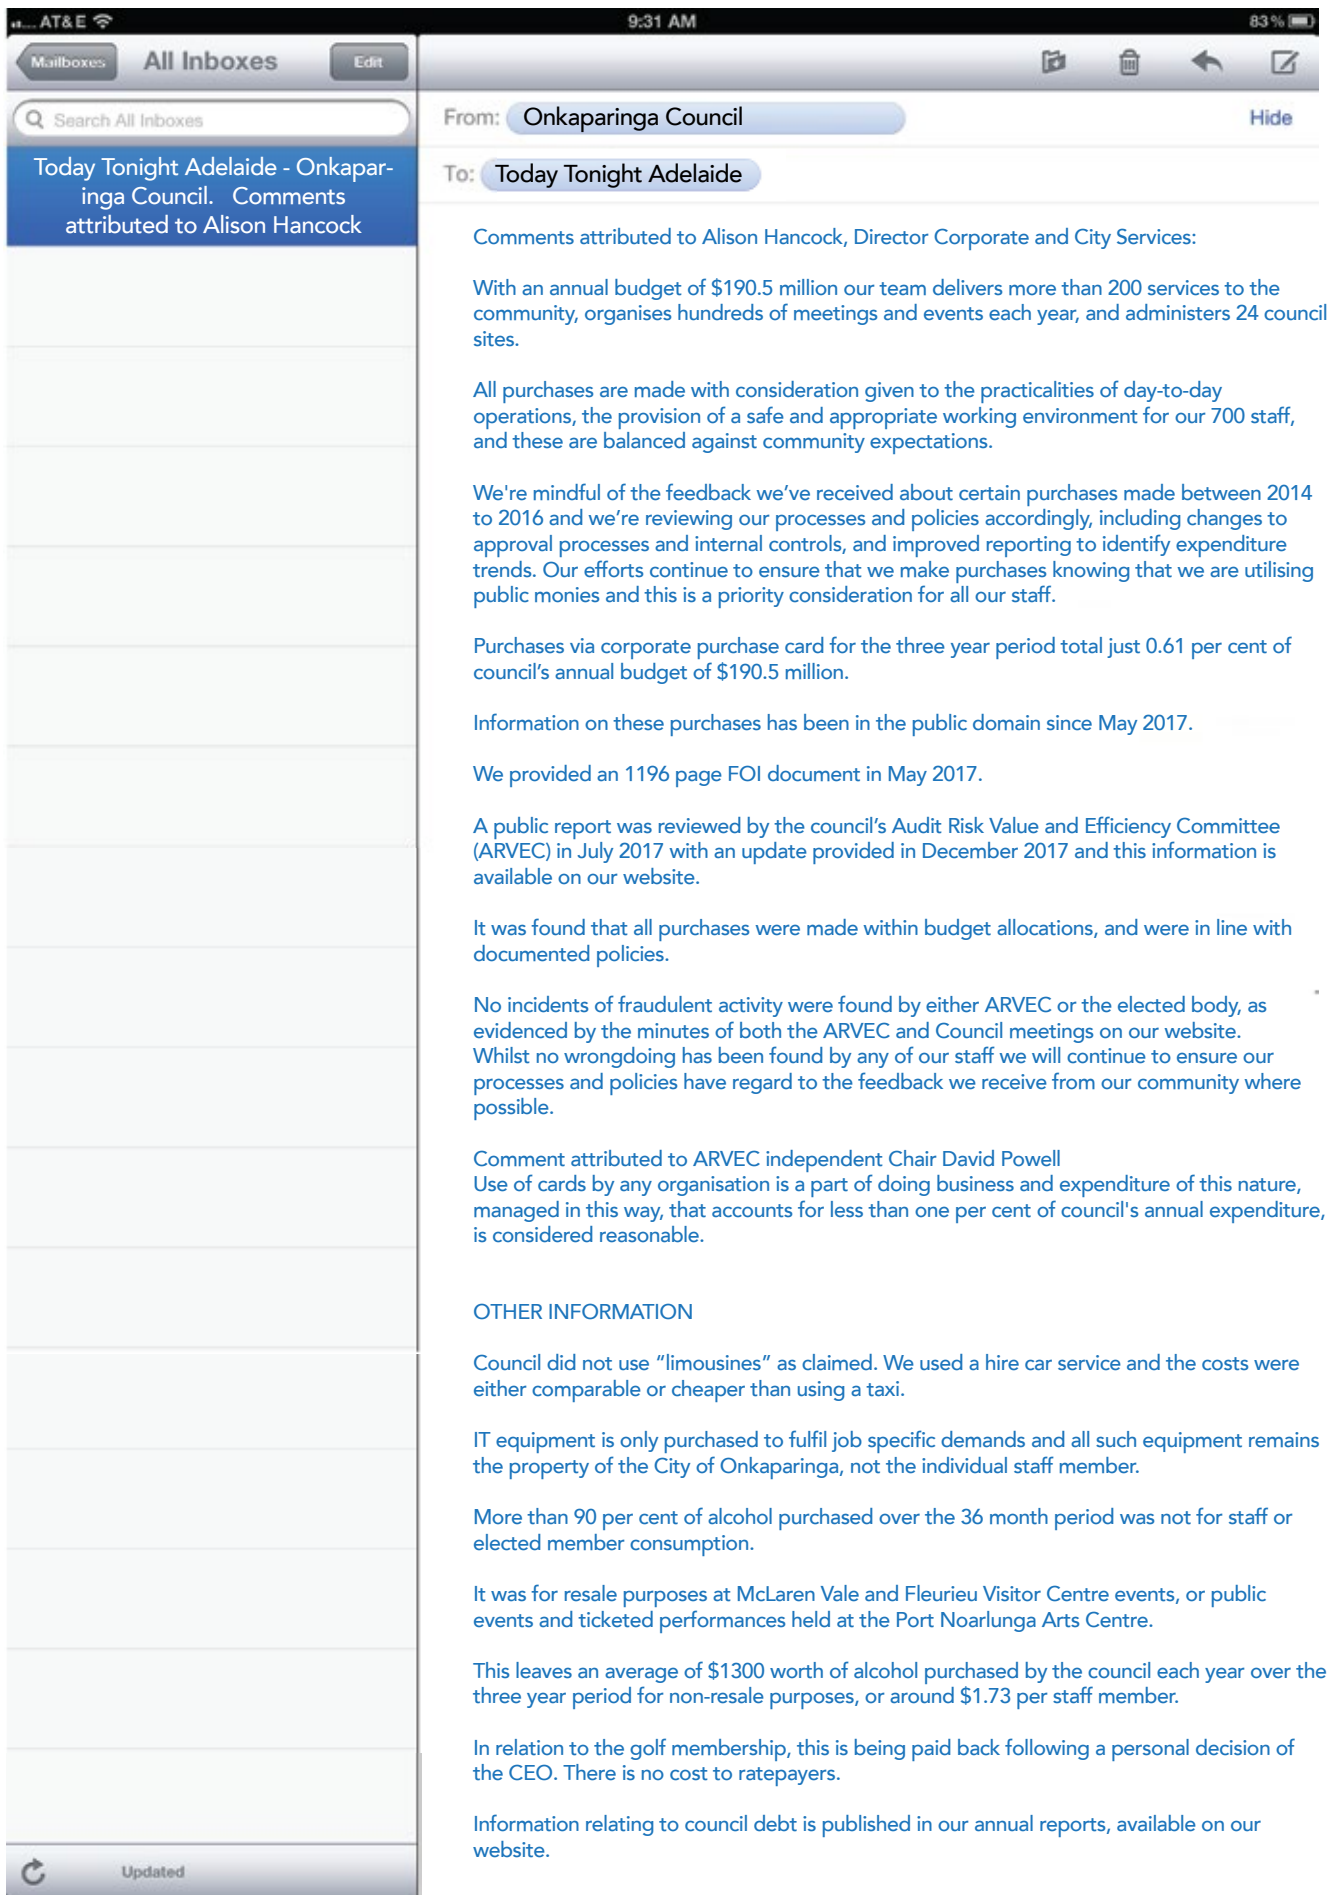 AT&E
9:31 AM
83%
Mailboxes
All Inboxes
Edit
Search All Inboxes
From: Onkaparinga Council
Hide
Today Tonight Adelaide - Onkapar-
inga Council. Comments
attributed to Alison Hancock
To: Today Tonight Adelaide
Comments attributed to Alison Hancock, Director Corporate and City Services:
With an annual budget of $190.5 million our team delivers more than 200 services to the
community, organises hundreds of meetings and events each year, and administers 24 council
sites.
All purchases are made with consideration given to the practicalities of day-to-day
operations, the provision of a safe and appropriate working environment for our 700 staff,
and these are balanced against community expectations.
We're mindful of the feedback we’ve received about certain purchases made between 2014
to 2016 and we’re reviewing our processes and policies accordingly, including changes to
approval processes and internal controls, and improved reporting to identify expenditure
trends. Our efforts continue to ensure that we make purchases knowing that we are utilising
public monies and this is a priority consideration for all our staff.
Purchases via corporate purchase card for the three year period total just 0.61 per cent of
council’s annual budget of $190.5 million.
Information on these purchases has been in the public domain since May 2017.
We provided an 1196 page FOI document in May 2017.
A public report was reviewed by the council’s Audit Risk Value and Efficiency Committee
(ARVEC) in July 2017 with an update provided in December 2017 and this information is
available on our website.
It was found that all purchases were made within budget allocations, and were in line with
documented policies.
No incidents of fraudulent activity were found by either ARVEC or the elected body, as
evidenced by the minutes of both the ARVEC and Council meetings on our website.
Whilst no wrongdoing has been found by any of our staff we will continue to ensure our
processes and policies have regard to the feedback we receive from our community where
possible.
Comment attributed to ARVEC independent Chair David Powell
Use of cards by any organisation is a part of doing business and expenditure of this nature,
managed in this way, that accounts for less than one per cent of council's annual expenditure,
is considered reasonable.
OTHER INFORMATION
Council did not use “limousines” as claimed. We used a hire car service and the costs were
either comparable or cheaper than using a taxi.
IT equipment is only purchased to fulfil job specific demands and all such equipment remains
the property of the City of Onkaparinga, not the individual staff member.
More than 90 per cent of alcohol purchased over the 36 month period was not for staff or
elected member consumption.
It was for resale purposes at McLaren Vale and Fleurieu Visitor Centre events, or public
events and ticketed performances held at the Port Noarlunga Arts Centre.
This leaves an average of $1300 worth of alcohol purchased by the council each year over the
three year period for non-resale purposes, or around $1.73 per staff member.
In relation to the golf membership, this is being paid back following a personal decision of
the CEO. There is no cost to ratepayers.
Information relating to council debt is published in our annual reports, available on our
website.
Updated